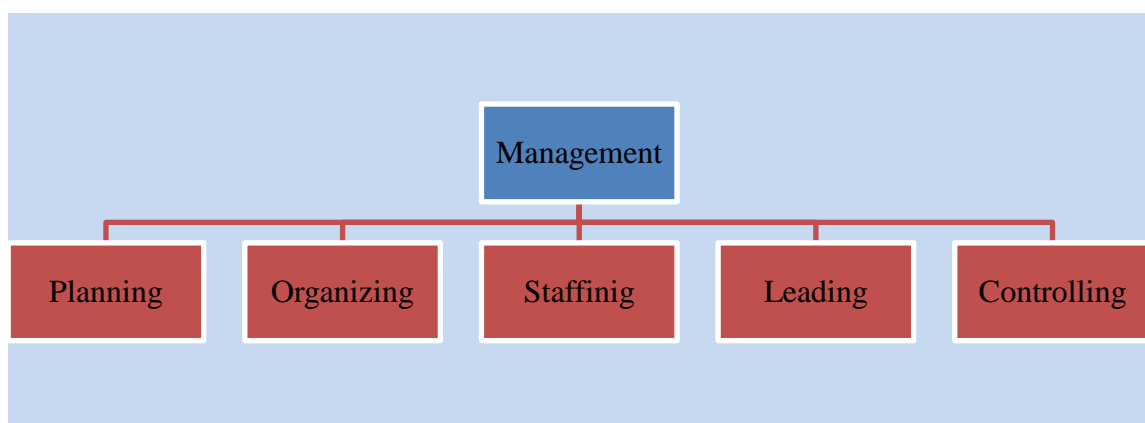 Management
Planning
Organizing
Staffinig
Leading
Controlling